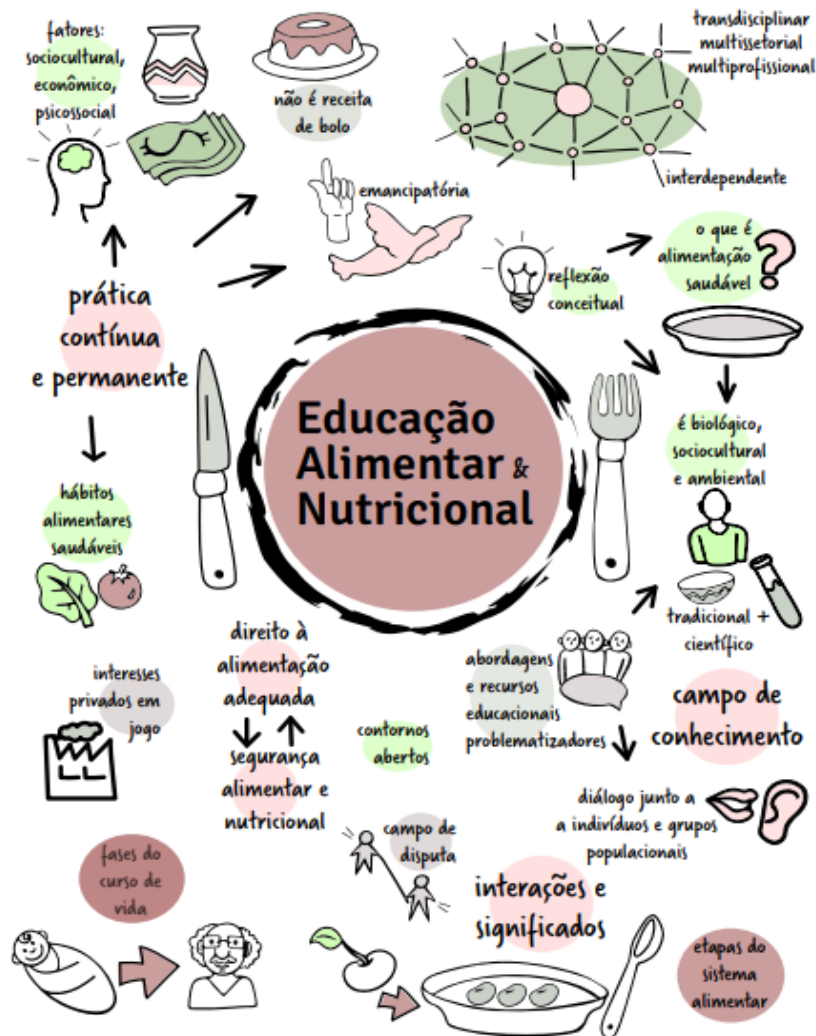 fatores:
sociocultural,
econômico,
psicossocial
não é receita
de bolo
transdisciplinar
multissetorial
multiprofissional
interdependente
emancipatória
reflexão
conceitual
o que é
alimentação
saudável
?
prática
contínua
e permanente
Educação
Alimentar &
Nutricional
é biológico,
sociocultural
e ambiental
hábitos
alimentares
saudáveis
tradicional +
científico
direito à
alimentação
adequada
abordagens
e recursos
educacionais
problematizadores
interesses
privados em
jogo
campo de
conhecimento
contornos
abertos
segurança
alimentar e
nutricional
diálogo junto a
a indivíduos e grupos
populacionais
campo de
disputa
fases do
curso de
vida
interações e
significados
etapas do
sistema
alimentar